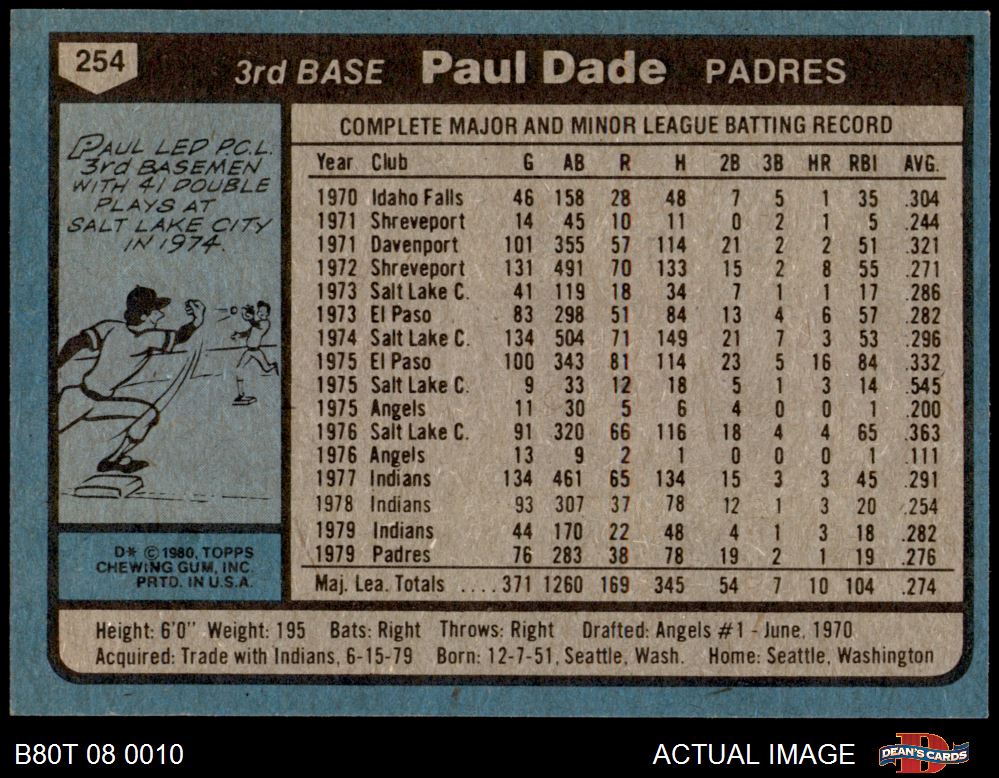 254
3rd BASE Paul Dade PADRES
PAUL LED P.C.L.
3rd BASEMEN
WITH 41 DOUBLE
PLAYS AT
SALT LAKE CITY
IN 1974.
D* © 1980, TOPPS
CHEWING GUM, INC.
PRTD. IN U.S.A.
COMPLETE MAJOR AND MINOR LEAGUE BATTING RECORD
Year Club G AB R H 2B 3B HR RBI AVG.
1970 Idaho Falls 46 158 28 48 7 5 1 35 .304
1971 Shreveport 14 45 10 11 0 2 1 5 .244
1971 Davenport 101 355 57 114 21 2 2 51 .321
1972 Shreveport 131 491 70 133 15 2 8 55 .271
1973 Salt Lake C. 41 119 18 34 7 1 1 17 .286
1973 El Paso 83 298 51 84 13 4 6 57 .282
1974 Salt Lake C. 134 504 71 149 21 7 3 53 .296
1975 El Paso 100 343 81 114 23 5 16 84 .332
1975 Salt Lake C. 9 33 12 18 5 1 3 14 .545
1975 Angels 11 30 5 6 4 0 0 1 .200
1976 Salt Lake C. 91 320 66 116 18 4 4 65 .363
1976 Angels 13 9 2 1 0 0 0 1 .111
1977 Indians 134 461 65 134 15 3 3 45 .291
1978 Indians 93 307 37 78 12 1 3 20 .254
1979 Indians 44 170 22 48 4 1 3 18 .282
1979 Padres 76 283 38 78 19 2 1 19 .276
Maj. Lea. Totals ....371 1260 169 345 54 7 10 104 .274
Height: 6'0" Weight: 195 Bats: Right Throws: Right Drafted: Angels #1 - June, 1970
Acquired: Trade with Indians, 6-15-79 Born: 12-7-51, Seattle, Wash. Home: Seattle, Washington
B80T 08 0010 ACTUAL IMAGE DEAN'S CARDS